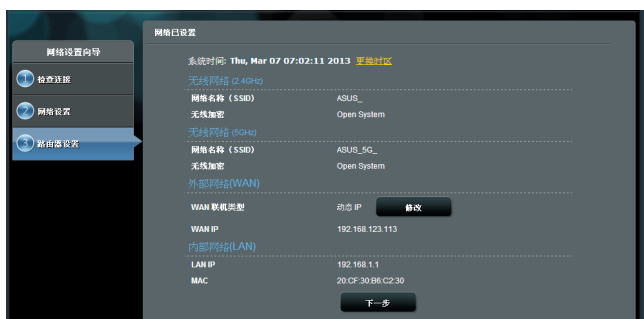 网络已设置
网络设置向导
1 检查连接
2 网络设置
3 路由器设置
系统时间: Thu, Mar 07 07:02:11 2013 更换时区
无线网络 (2.4GHz)
网络名称（SSID） ASUS_
无线加密 Open System
无线网络 (5GHz)
网络名称（SSID） ASUS_5G_
无线加密 Open System
外部网络(WAN)
WAN 联机类型 动态 IP 修改
WAN IP 192.168.123.113
内部网络(LAN)
LAN IP 192.168.1.1
MAC 20:CF:30:B6:C2:30
下一步